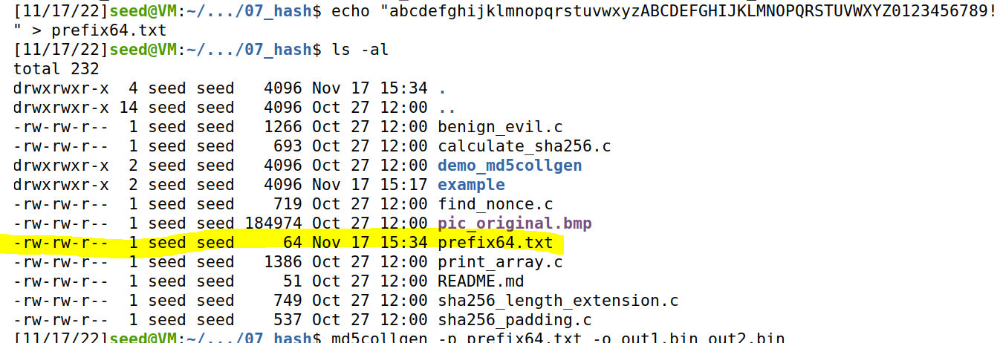 [11/17/22]seed@VM:~/.../07_hash$ echo "abcdefghijklmnopqrstuvwxyzABCDEFGHIJKLMNOPQRSTUVWXYZ0123456789!
" > prefix64.txt
[11/17/22]seed@VM:~/.../07_hash$ ls -al
total 232
drwxrwxr-x  4 seed seed   4096 Nov 17 15:34 .
drwxrwxr-x 14 seed seed   4096 Oct 27 12:00 ..
-rw-rw-r--  1 seed seed   1266 Oct 27 12:00 benign_evil.c
-rw-rw-r--  1 seed seed    693 Oct 27 12:00 calculate_sha256.c
drwxrwxr-x  2 seed seed   4096 Oct 27 12:00 demo_md5collgen
drwxrwxr-x  2 seed seed   4096 Nov 17 15:17 example
-rw-rw-r--  1 seed seed    719 Oct 27 12:00 find_nonce.c
-rw-rw-r--  1 seed seed 184974 Oct 27 12:00 pic_original.bmp
-rw-rw-r--  1 seed seed     64 Nov 17 15:34 prefix64.txt
-rw-rw-r--  1 seed seed   1386 Oct 27 12:00 print_array.c
-rw-rw-r--  1 seed seed     51 Oct 27 12:00 README.md
-rw-rw-r--  1 seed seed    749 Oct 27 12:00 sha256_length_extension.c
-rw-rw-r--  1 seed seed    537 Oct 27 12:00 sha256_padding.c
[11/17/22]seed@VM:~/.../07_hash$ md5collgen -p prefix64.txt -o out1.bin out2.bin